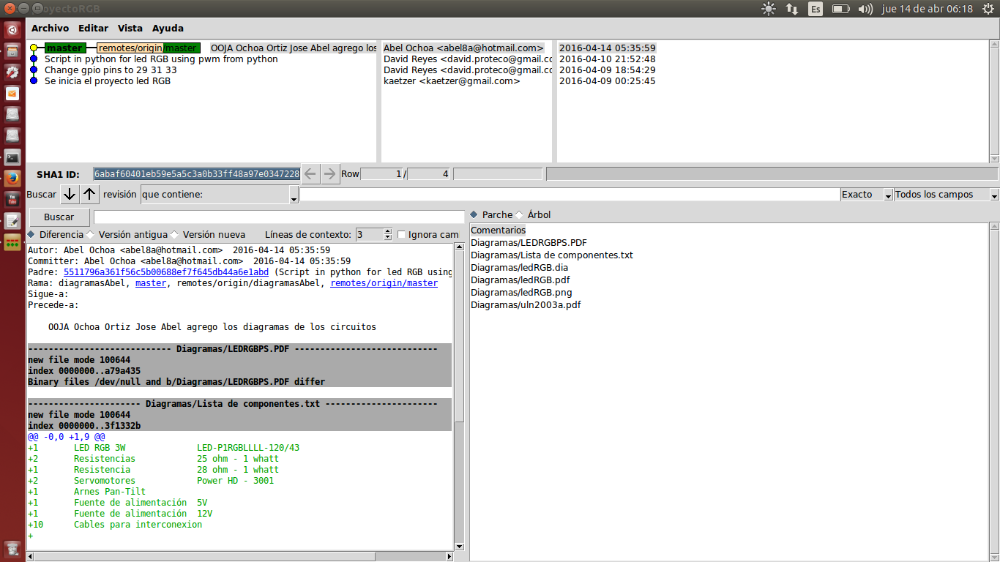 proyectoRGB
Es
jue 14 de abr 06:18
Archivo Editar Vista Ayuda
master remotes/origin/master OOJA Ochoa Ortiz Jose Abel agrego los Abel Ochoa <abel8a@hotmail.com> 2016-04-14 05:35:59
Script in python for led RGB using pwm from python David Reyes <david.proteco@gmail.co 2016-04-10 21:52:48
Change gpio pins to 29 31 33 David Reyes <david.proteco@gmail.co 2016-04-09 18:54:29
Se inicia el proyecto led RGB kaetzer <kaetzer@gmail.com> 2016-04-09 00:25:45
SHA1 ID: 6abaf60401eb59e5a5c3a0b33ff48a97e0347228 Row 1 / 4
Buscar revisión que contiene: Exacto Todos los campos
Buscar
Diferencia Versión antigua Versión nueva Líneas de contexto: 3 Ignora cam
Autor: Abel Ochoa <abel8a@hotmail.com> 2016-04-14 05:35:59
Committer: Abel Ochoa <abel8a@hotmail.com> 2016-04-14 05:35:59
Padre: 5511796a361f56c5b00688ef7f645db44a6e1abd (Script in python for led RGB using
Rama: diagramasAbel, master, remotes/origin/diagramasAbel, remotes/origin/master
Sigue-a:
Precede-a:
OOJA Ochoa Ortiz Jose Abel agrego los diagramas de los circuitos
---------------------------- Diagramas/LEDRGBPS.PDF ----------------------------
new file mode 100644
index 0000000..a79a435
Binary files /dev/null and b/Diagramas/LEDRGBPS.PDF differ
---------------------- Diagramas/Lista de componentes.txt ----------------------
new file mode 100644
index 0000000..3f1332b
@@ -0,0 +1,9 @@
+1 LED RGB 3W LED-P1RGBLLLL-120/43
+2 Resistencias 25 ohm - 1 whatt
+1 Resistencia 28 ohm - 1 whatt
+2 Servomotores Power HD - 3001
+1 Arnes Pan-Tilt
+1 Fuente de alimentación 5V
+1 Fuente de alimentación 12V
+10 Cables para interconexion
+
Parche Árbol
Comentarios
Diagramas/LEDRGBPS.PDF
Diagramas/Lista de componentes.txt
Diagramas/ledRGB.dia
Diagramas/ledRGB.pdf
Diagramas/ledRGB.png
Diagramas/uln2003a.pdf